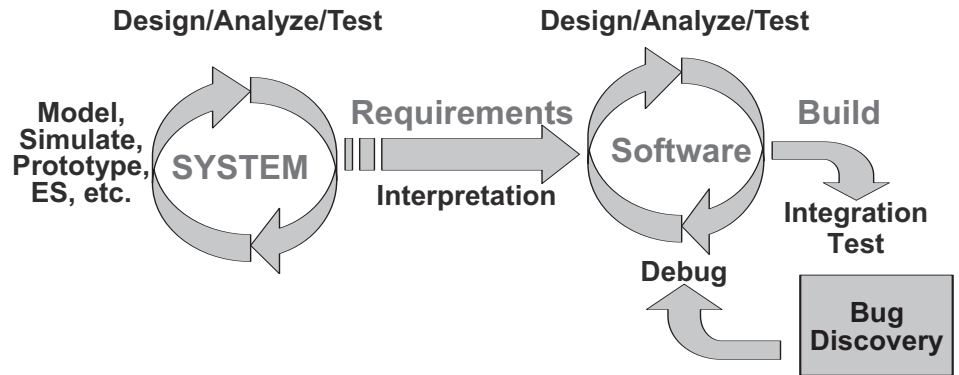 Design/Analyze/Test
Design/Analyze/Test
Model,
Simulate,
Prototype,
ES, etc.
SYSTEM
Requirements
Interpretation
Software
Build
Integration
Test
Debug
Bug
Discovery